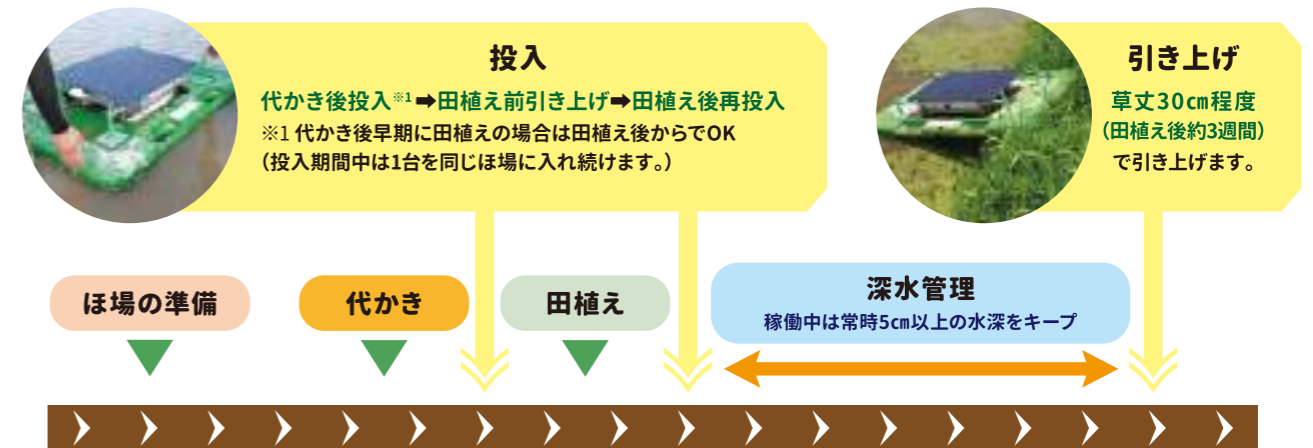 投入
代かき後投入※1➡田植え前引き上げ➡田植え後再投入
※1 代かき後早期に田植えの場合は田植え後からでOK
（投入期間中は1台を同じほ場に入れ続けます。）
引き上げ
草丈30㎝程度
（田植え後約3週間）
で引き上げます。
ほ場の準備
代かき
田植え
深水管理
稼働中は常時5㎝以上の水深をキープ